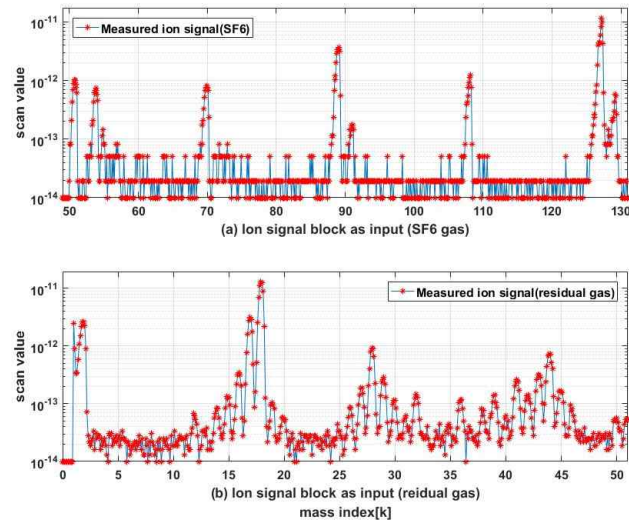 10-11
10-12
10-13
10-14
scan value
Measured ion signal(SF6)
50 60 70 80 90 100 110 120 130
(a) Ion signal block as input (SF6 gas)
10-11
10-12
10-13
10-14
scan value
Measured ion signal(residual gas)
0 5 10 15 20 25 30 35 40 45 50
(b) Ion signal block as input (reidual gas)
mass index[k]